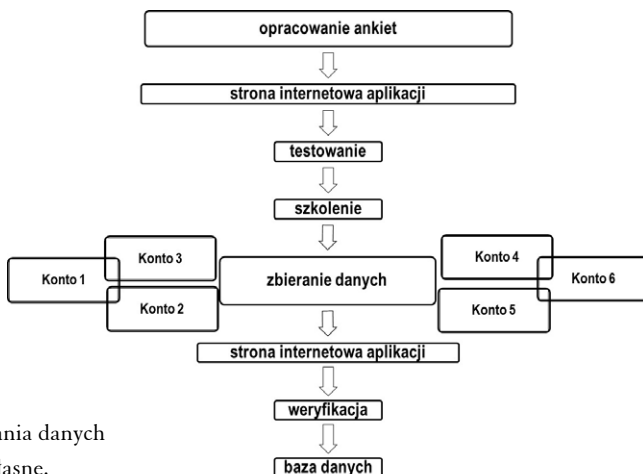 opracowanie ankiet
strona internetowa aplikacji
testowanie
szkolenie
Konto 1
Konto 3
Konto 2
zbieranie danych
Konto 4
Konto 5
Konto 6
strona internetowa aplikacji
weryfikacja
baza danych
danych